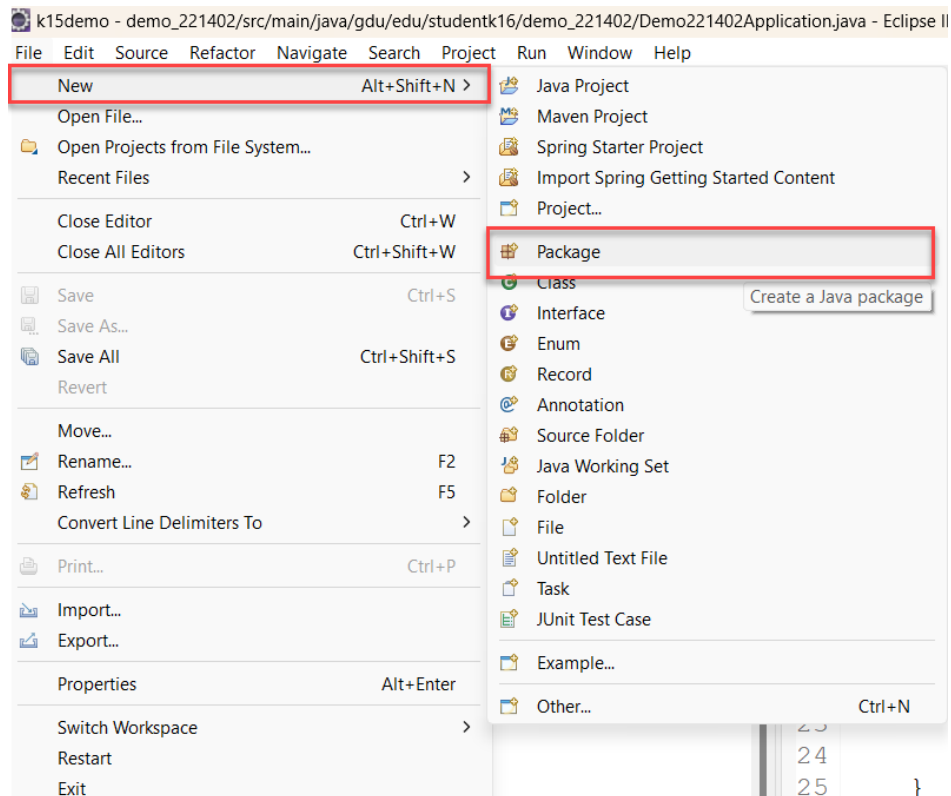 k15demo - demo_221402/src/main/java/gdu/edu/studentk16/demo_221402/Demo221402Application.java - Eclipse
File Edit Source Refactor Navigate Search Project Run Window Help
New Alt+Shift+N >
Open File...
Open Projects from File System...
Recent Files >
Close Editor Ctrl+W
Close All Editors Ctrl+Shift+W
Save Ctrl+S
Save As...
Save All Ctrl+Shift+S
Revert
Move...
Rename... F2
Refresh F5
Convert Line Delimiters To >
Print... Ctrl+P
Import...
Export...
Properties Alt+Enter
Switch Workspace >
Restart
Exit
Java Project
Maven Project
Spring Starter Project
Import Spring Getting Started Content
Project...
Package
Class
Create a Java package
Interface
Enum
Record
Annotation
Source Folder
Java Working Set
Folder
File
Untitled Text File
Task
JUnit Test Case
Example...
Other... Ctrl+N
23
24
25 }